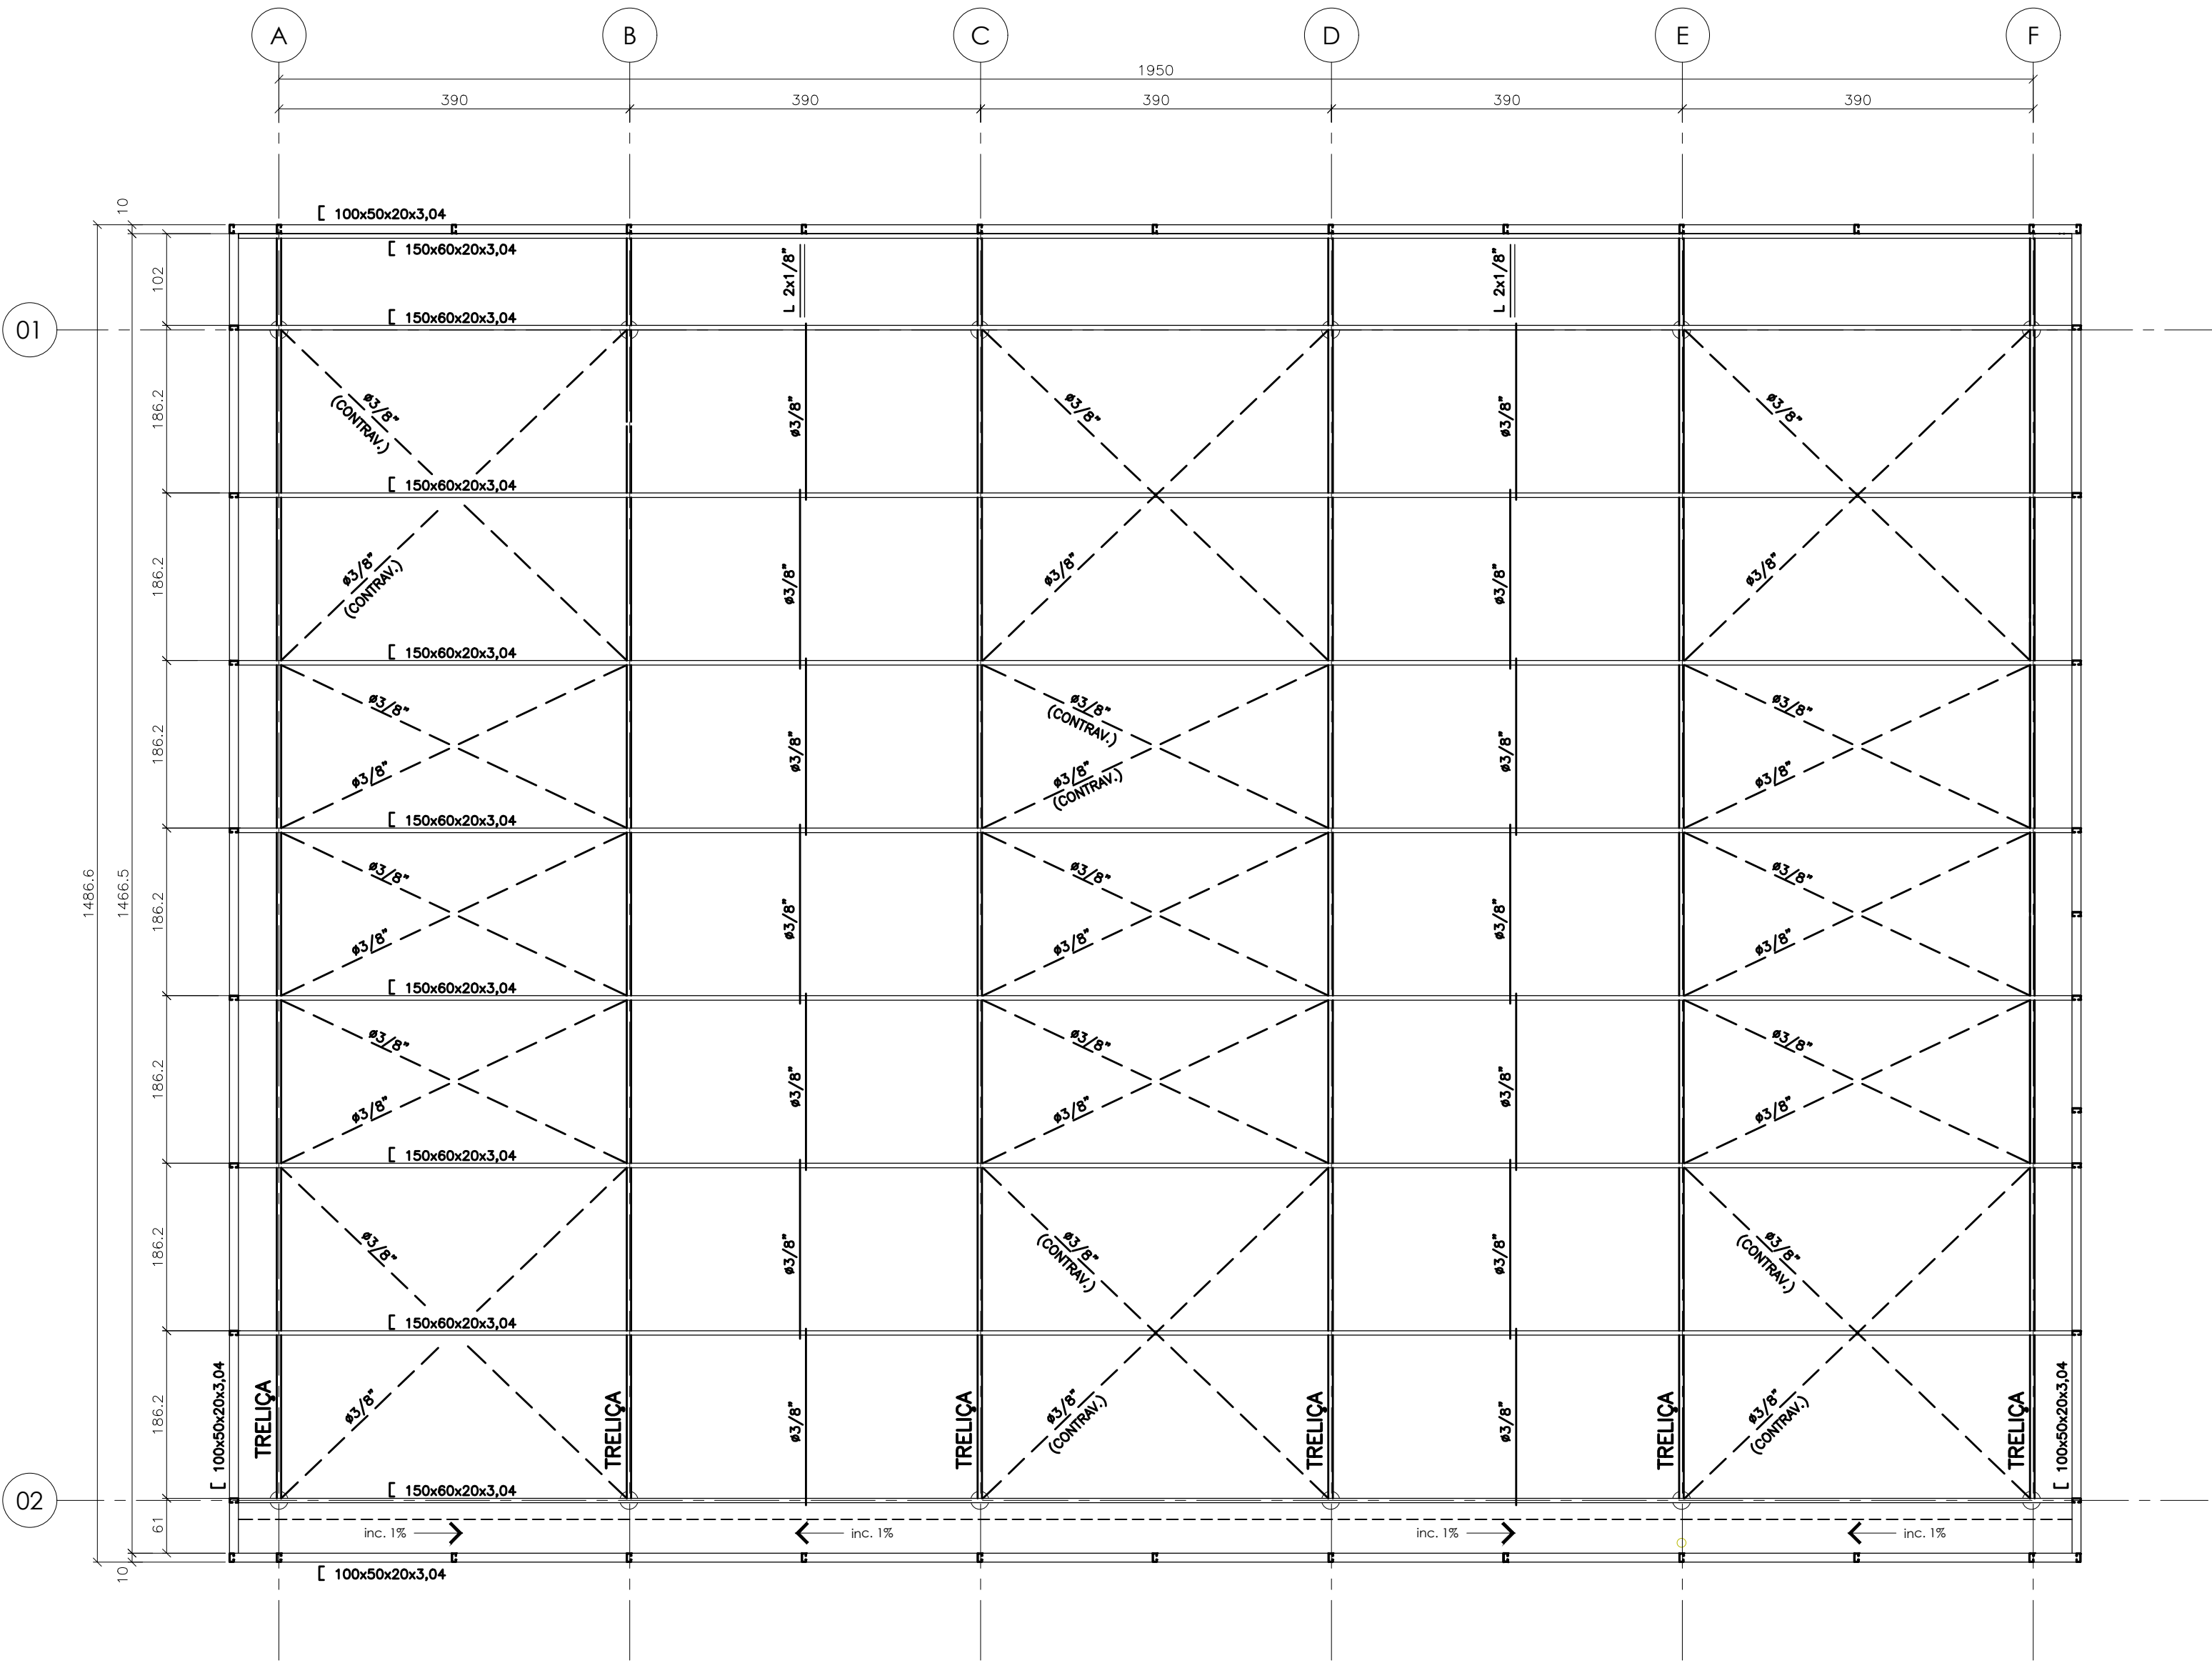 A
B
C
D
E
F
1950
390
390
390
390
390
10
[ 100x50x20x3,04
[ 150x60x20x3,04
L 2x1/8"
L 2x1/8"
102
[ 150x60x20x3,04
01
ø3/8"
(CONTRAV.)
ø3/8"
ø3/8"
ø3/8"
ø3/8"
186.2
[ 150x60x20x3,04
ø3/8"
(CONTRAV.)
ø3/8"
ø3/8"
ø3/8"
ø3/8"
186.2
[ 150x60x20x3,04
ø3/8"
ø3/8"
(CONTRAV.)
ø3/8"
186.2
ø3/8"
ø3/8"
ø3/8"
ø3/8"
(CONTRAV.)
ø3/8"
[ 150x60x20x3,04
ø3/8"
ø3/8"
ø3/8"
1486.6
1466.5
186.2
ø3/8"
ø3/8"
ø3/8"
ø3/8"
ø3/8"
[ 150x60x20x3,04
ø3/8"
ø3/8"
ø3/8"
186.2
ø3/8"
ø3/8"
ø3/8"
ø3/8"
ø3/8"
[ 150x60x20x3,04
186.2
ø3/8"
ø3/8"
ø3/8"
(CONTRAV.)
ø3/8"
ø3/8"
(CONTRAV.)
[ 150x60x20x3,04
186.2
[ 100x50x20x3,04
TRELIÇA
ø3/8"
TRELIÇA
ø3/8"
TRELIÇA
ø3/8"
(CONTRAV.)
TRELIÇA
ø3/8"
TRELIÇA
ø3/8"
(CONTRAV.)
TRELIÇA
[ 100x50x20x3,04
[ 150x60x20x3,04
02
61
inc. 1%
inc. 1%
inc. 1%
inc. 1%
10
[ 100x50x20x3,04